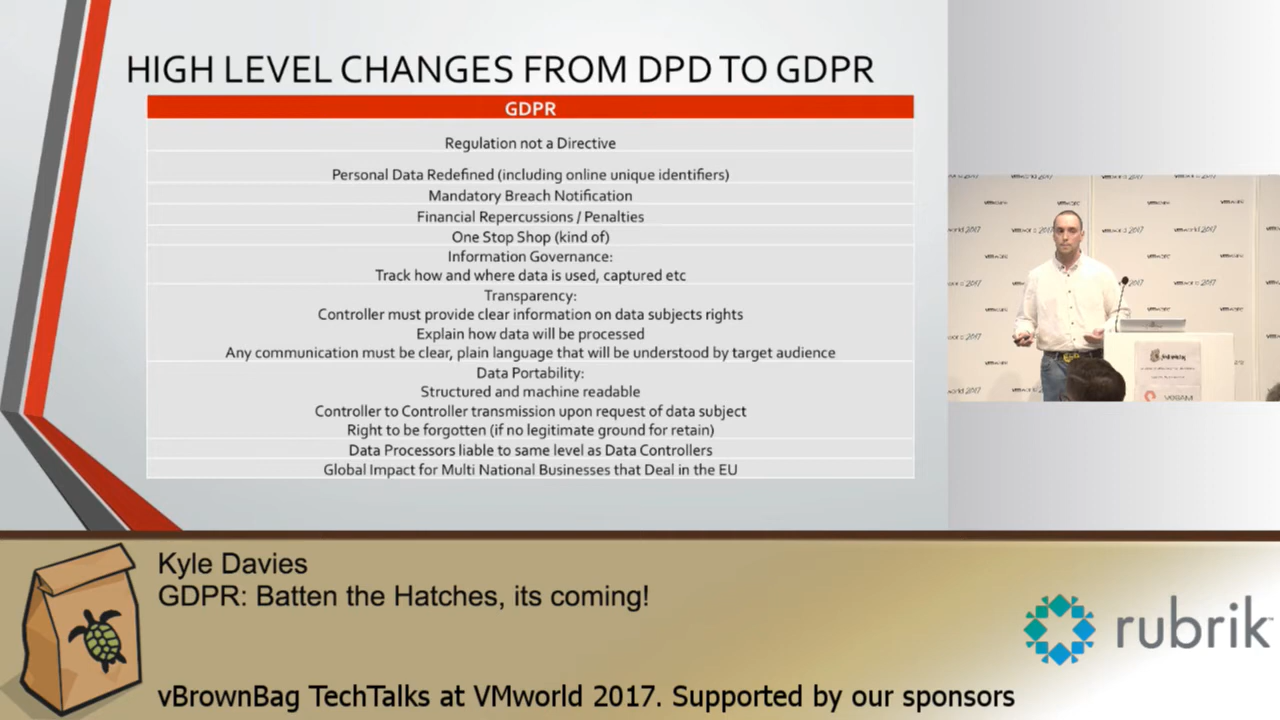 HIGH LEVEL CHANGES FROM DPD TO GDPR
GDPR
Regulation not a Directive
Personal Data Redefined (including online unique identifiers)
Mandatory Breach Notification
Financial Repercussions / Penalties
One Stop Shop (kind of)
Information Governance:
Track how and where data is used, captured etc
Transparency:
Controller must provide clear information on data subjects rights
Explain how data will be processed
Any communication must be clear, plain language that will be understood by target audience
Data Portability:
Structured and machine readable
Controller to Controller transmission upon request of data subject
Right to be forgotten (if no legitimate ground for retain)
Data Processors liable to same level as Data Controllers
Global Impact for Multi National Businesses that Deal in the EU
Kyle Davies
GDPR: Batten the Hatches, its coming!
rubrik
vBrownBag TechTalks at VMworld 2017. Supported by our sponsors